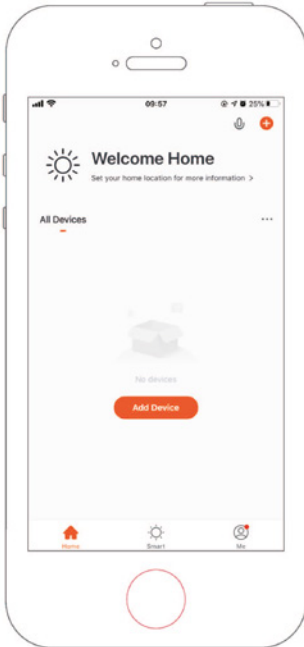 09:57
25%
Welcome Home
Set your home location for more information >
All Devices
...
No devices
Add Device
Home
Smart
Me